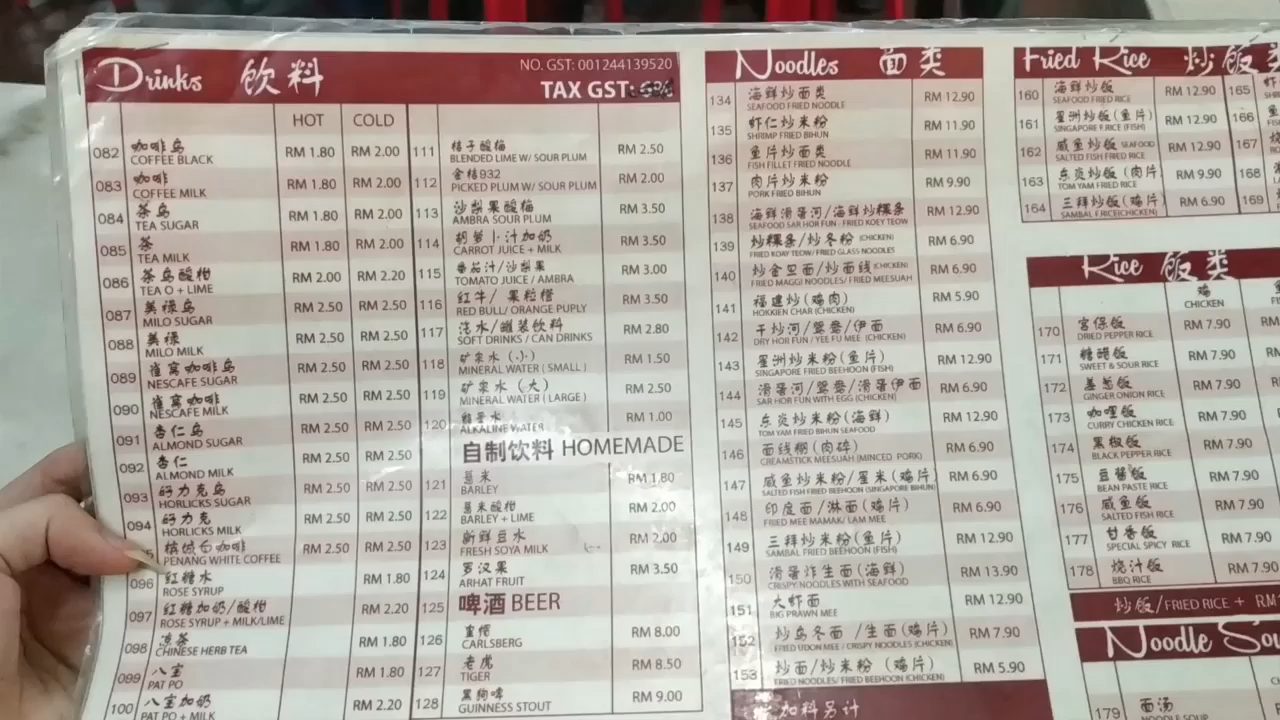 Drinks 饮料
NO. GST: 001244139520
TAX GST:
HOT COLD
082 咖啡乌 RM 1.80 RM 2.00
COFFEE BLACK
083 咖啡 RM 1.80 RM 2.00
COFFEE MILK
084 茶乌 RM 1.80 RM 2.00
TEA SUGAR
085 茶 RM 1.80 RM 2.00
TEA MILK
086 茶乌酸柑 RM 2.00 RM 2.20
TEA O + LIME
087 美禄乌 RM 2.50 RM 2.50
MILO SUGAR
088 美禄 RM 2.50 RM 2.50
MILO MILK
089 雀窝咖啡乌 RM 2.50 RM 2.50
NESCAFE SUGAR
090 雀窝咖啡 RM 2.50 RM 2.50
NESCAFE MILK
091 杏仁乌 RM 2.50 RM 2.50
ALMOND SUGAR
092 杏仁 RM 2.50 RM 2.50
ALMOND MILK
093 好力克乌 RM 2.50 RM 2.50
HORLICKS SUGAR
094 好力克 RM 2.50 RM 2.50
HORLICKS MILK
5 槟城白咖啡 RM 2.50 RM 2.50
PENANG WHITE COFFEE
096 红糖水 RM 1.80
ROSE SYRUP
097 红糖加奶/酸柑 RM 2.20
ROSE SYRUP + MILK/LIME
098 凉茶 RM 1.80
CHINESE HERB TEA
099 八宝 RM 1.80
PAT PO
100 八宝加奶 RM 2.20
PAT PO + MILK
111 桔子酸梅 RM 2.50
BLENDED LIME W/ SOUR PLUM
112 金桔932 RM 2.00
PICKED PLUM W/ SOUR PLUM
113 沙梨果酸梅 RM 3.50
AMBRA SOUR PLUM
114 胡萝卜汁加奶 RM 3.50
CARROT JUICE + MILK
115 番茄汁/沙梨果 RM 3.00
TOMATO JUICE / AMBRA
116 红牛/ 果粒橙 RM 3.50
RED BULL/ ORANGE PUPLY
117 汽水/罐装饮料 RM 2.80
SOFT DRINKS / CAN DRINKS
118 矿泉水 (小) RM 1.50
MINERAL WATER ( SMALL )
119 矿泉水 (大) RM 2.50
MINERAL WATER ( LARGE )
120 能量水 RM 1.00
ALKALINE WATER
自制饮料 HOMEMADE
121 薏米 RM 1.80
BARLEY
122 薏米酸柑 RM 2.00
BARLEY + LIME
123 新鲜豆水 RM 2.00
FRESH SOYA MILK
124 罗汉果 RM 3.50
ARHAT FRUIT
125 啤酒 BEER
126 皇帽 RM 8.00
CARLSBERG
127 老虎 RM 8.50
TIGER
128 黑狗啤 RM 9.00
GUINNESS STOUT
Noodles 面类
134 海鲜炒面类 RM 12.90
SEAFOOD FRIED NOODLE
135 虾仁炒米粉 RM 11.90
SHRIMP FRIED BIHUN
136 鱼片炒面类 RM 11.90
FISH FILLET FRIED NOODLE
137 肉片炒米粉 RM 9.90
PORK FRIED BIHUN
138 海鲜滑蛋河/海鲜炒粿条 RM 12.90
SEAFOOD SAR HOR FUN - FRIED KOEY TEOW
139 炒粿条/炒冬粉 (CHICKEN) RM 6.90
FRIED KOAY TEOW/ FRIED GLASS NOODLES
140 炒金旦面/炒面线 (CHICKEN) RM 6.90
FRIED MAGGI NOODLES/ FRIED MEESUAH
141 福建炒(鸡肉) RM 5.90
HOKKIEN CHAR (CHICKEN)
142 干炒河/鸳鸯/伊面 RM 6.90
DRY HOR FUN / YEE FU MEE (CHICKEN)
143 星洲炒米粉(鱼片) RM 12.90
SINGAPORE FRIED BEEHOON (FISH)
144 滑蛋河/鸳鸯/滑蛋伊面 RM 6.90
SAR HOR FUN WITH EGG (CHICKEN)
145 东炎炒米粉(海鲜) RM 12.90
TOM YAM FRIED BIHUN SEAFOOD
146 面线糊(肉碎) RM 6.90
CREAMSTICK MEESUAH (MINCED PORK)
147 咸鱼炒米粉/星米(鸡片) RM 6.90
SALTED FISH FRIED BEEHOON (SINGAPORE BIHUN)
148 印度面/淋面(鸡片) RM 6.90
FRIED MEE MAMAK/ LAM MEE
149 三拜炒米粉(鱼片) RM 12.90
SAMBAL FRIED BEEHOON (FISH)
150 滑蛋炸生面(海鲜) RM 13.90
CRISPY NOODLES WITH SEAFOOD
151 大虾面 RM 12.90
BIG PRAWN MEE
152 炒乌冬面 /生面(鸡片) RM 7.90
FRIED UDON MEE / CRISPY NOODLES (CHICKEN)
153 炒面/炒米粉 (鸡片) RM 5.90
FRIED NOODLES/ FRIED BEEHOON (CHICKEN)
加料另计
Fried Rice 炒饭类
160 海鲜炒饭 RM 12.90 165
SEAFOOD FRIED RICE
161 星洲炒饭(鱼片) RM 12.90 166
SINGAPORE F.RICE (FISH)
162 咸鱼炒饭 SEAFOOD RM 12.90 167
SALTED FISH FRIED RICE
163 东炎炒饭 (肉片) RM 9.90 168
TOM YAM FRIED RICE
164 三拜炒饭(鸡片) RM 6.90 169
SAMBAL F.RICE(CHICKEN)
Rice 饭类
鸡
CHICKEN
170 宫保饭 RM 7.90
DRIED PEPPER RICE
171 糖醋饭 RM 7.90
SWEET & SOUR RICE
172 姜葱饭 RM 7.90
GINGER ONION RICE
173 咖哩饭 RM 7.90
CURRY CHICKEN RICE
174 黑椒饭 RM 7.90
BLACK PEPPER RICE
175 豆酱饭 RM 7.90
BEAN PASTE RICE
176 咸鱼饭 RM 7.90
SALTED FISH RICE
177 甘香饭 RM 7.90
SPECIAL SPICY RICE
178 烧汁饭 RM 7.90
BBQ RICE
炒饭/FRIED RICE + RM
Noodle Sou
179 面汤
NOODLE SOUP